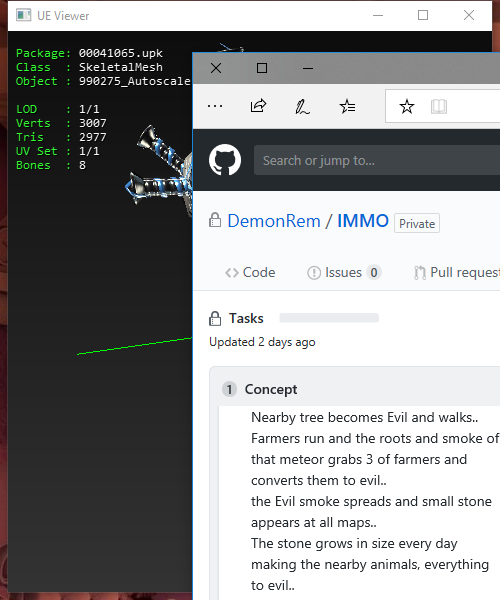 UE Viewer
Package: 00041065.upk
Class : SkeletalMesh
Object : 990275_Autoscale
LOD : 1/1
Verts : 3007
Tris : 2977
UV Set : 1/1
Bones : 8
Search or jump to...
DemonRem / IMMO Private
Code Issues 0 Pull request
Tasks
Updated 2 days ago
1 Concept
Nearby tree becomes Evil and walks..
Farmers run and the roots and smoke of
that meteor grabs 3 of farmers and
converts them to evil..
the Evil smoke spreads and small stone
appears at all maps..
The stone grows in size every day
making the nearby animals, everything
to evil..